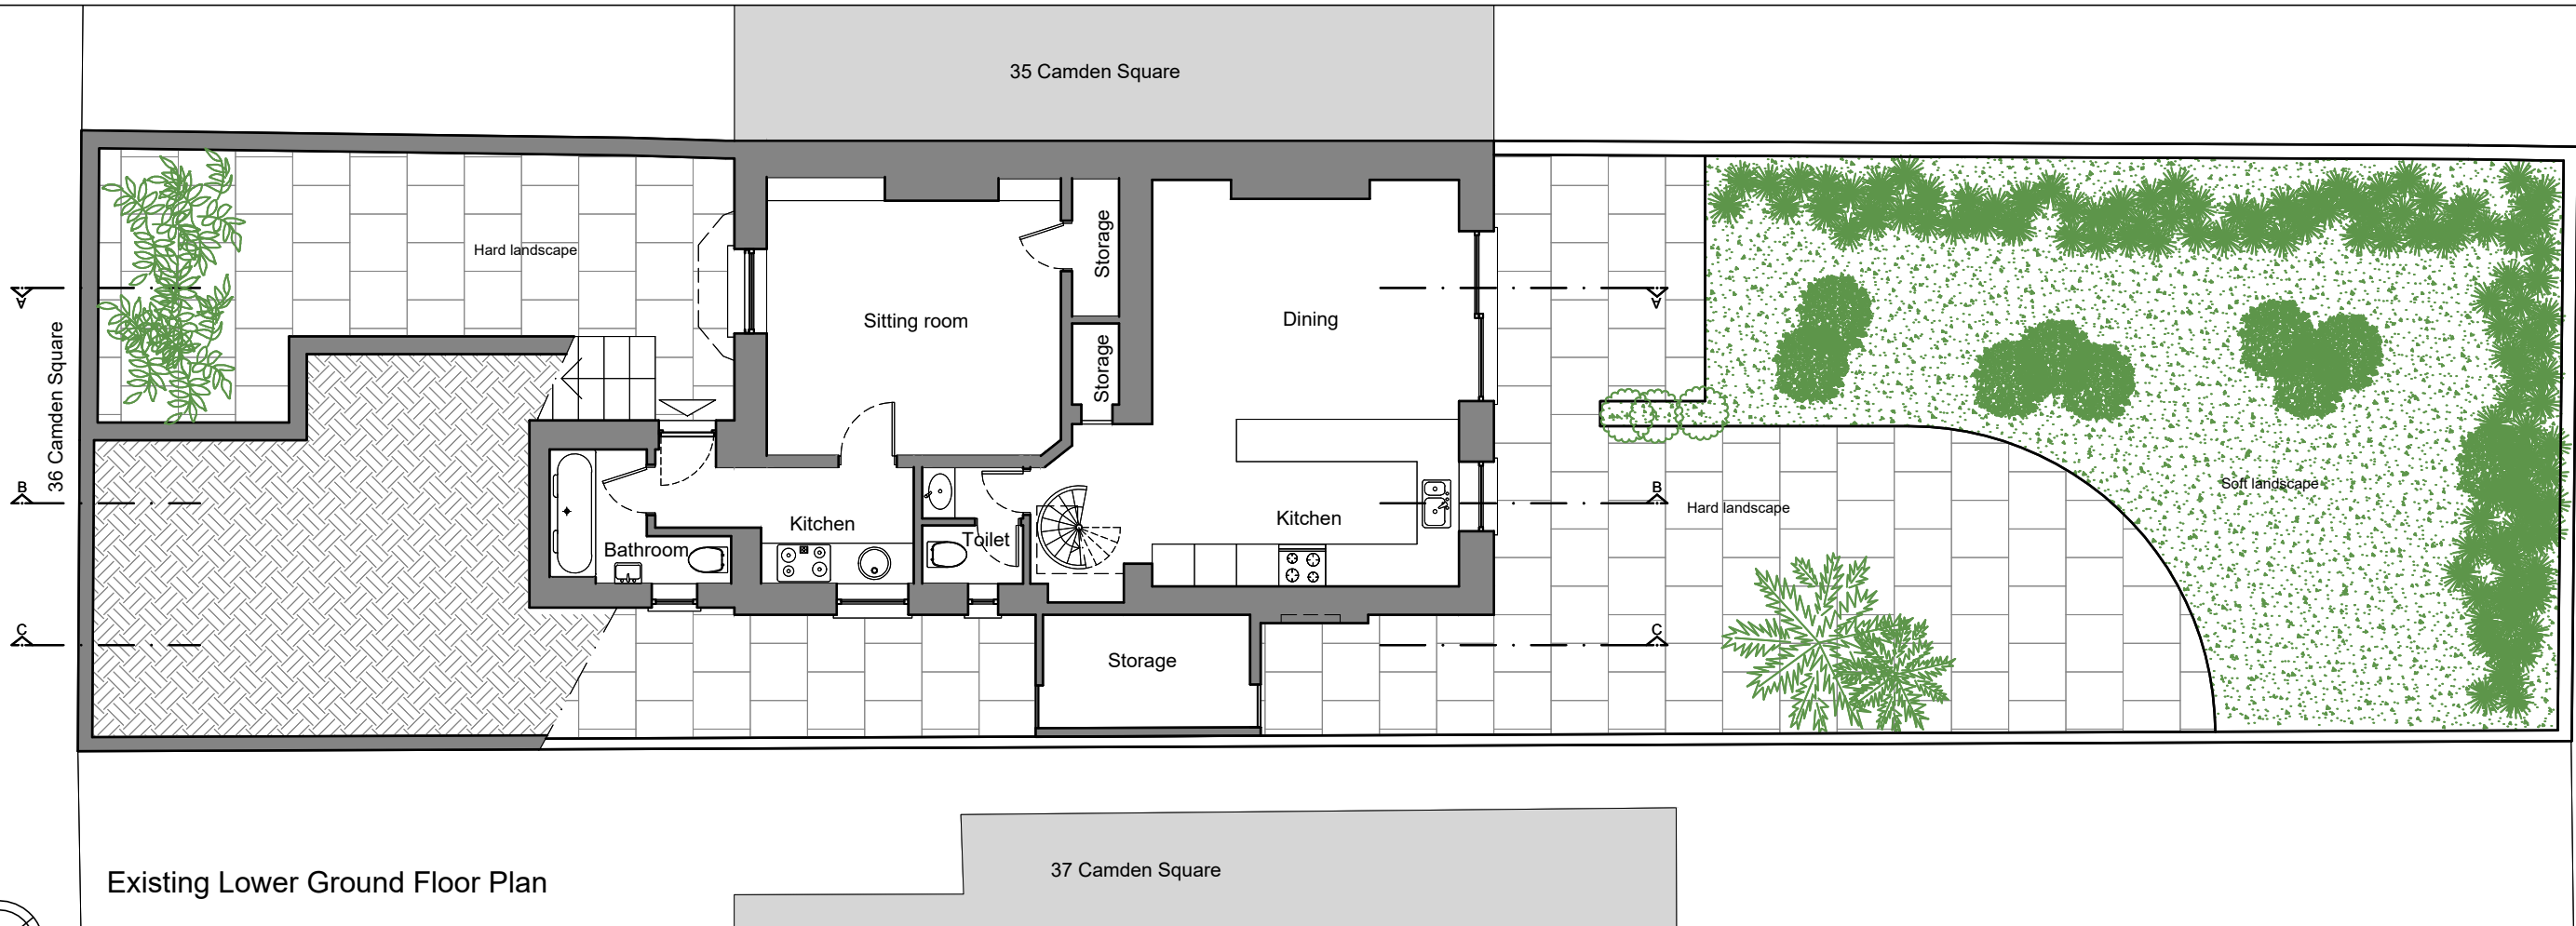 35 Camden Square
Hard landscape
Storage
Sitting room
Dining
A
A
Storage
36 Camden Square
B
B
Soft landscape
Hard landscape
Kitchen
Kitchen
Toilet
Bathroom
C
C
Storage
37 Camden Square
Existing Lower Ground Floor Plan